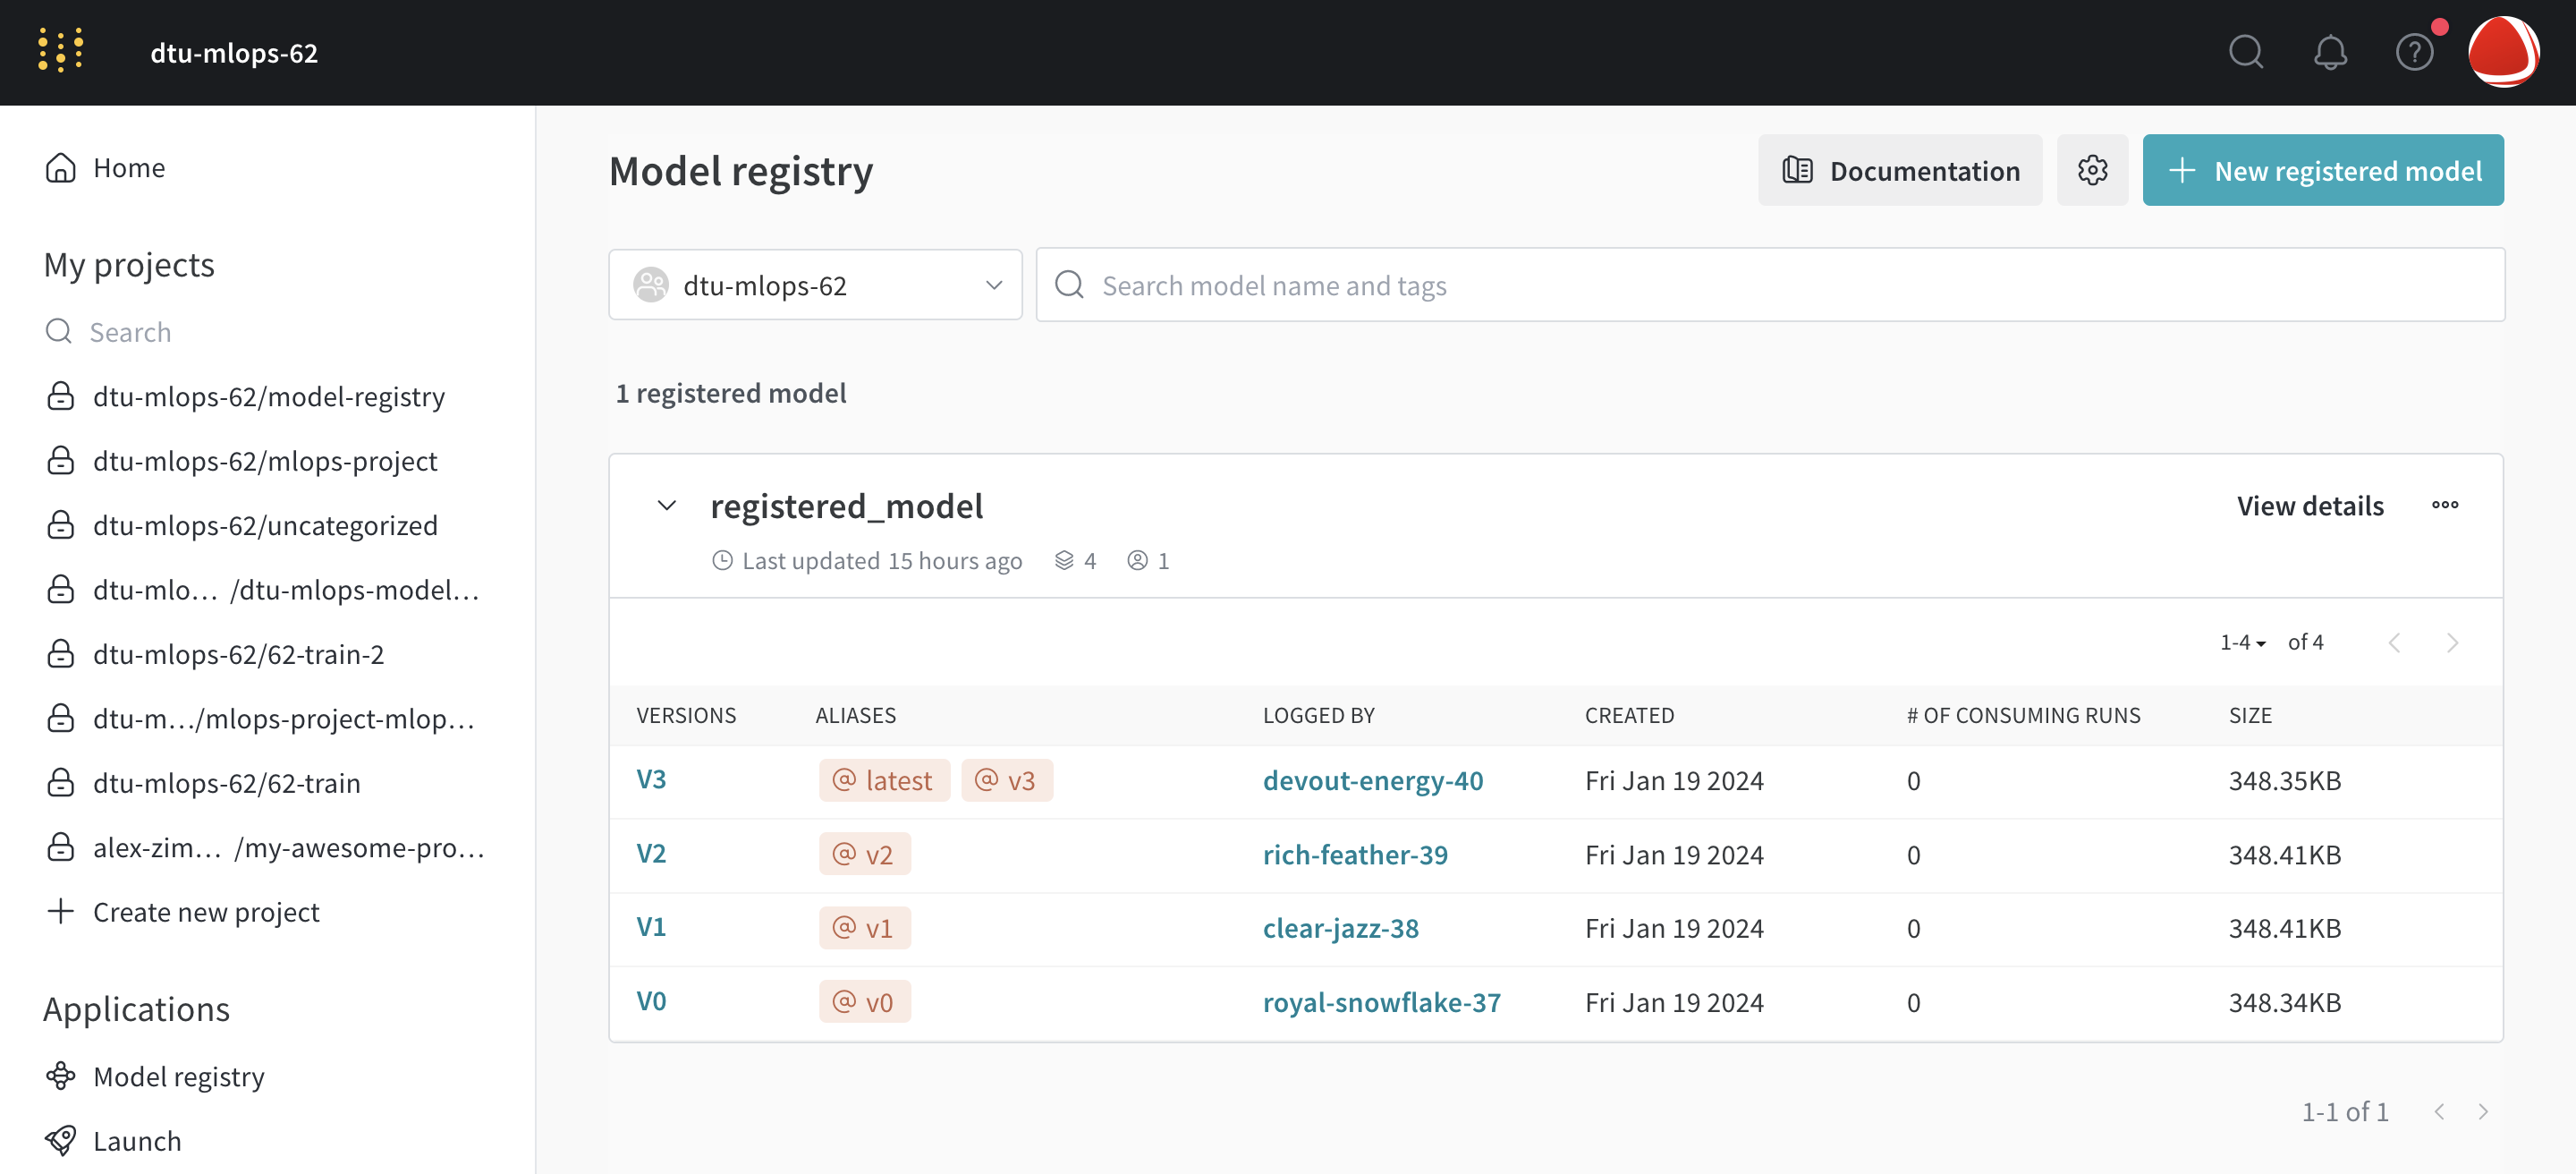 dtu-mlops-62
Home
My projects
Search
dtu-mlops-62/model-registry
dtu-mlops-62/mlops-project
dtu-mlops-62/uncategorized
dtu-mlo... /dtu-mlops-model...
dtu-mlops-62/62-train-2
dtu-m.../mlops-project-mlop...
dtu-mlops-62/62-train
alex-zim... /my-awesome-pro...
Create new project
Applications
Model registry
Launch
Model registry
Documentation
New registered model
dtu-mlops-62
Search model name and tags
1 registered model
registered_model
View details
Last updated 15 hours ago 4 1
1-4 of 4
VERSIONS ALIASES LOGGED BY CREATED # OF CONSUMING RUNS SIZE
V3 @ latest @ v3 devout-energy-40 Fri Jan 19 2024 0 348.35KB
V2 @ v2 rich-feather-39 Fri Jan 19 2024 0 348.41KB
V1 @ v1 clear-jazz-38 Fri Jan 19 2024 0 348.41KB
V0 @ v0 royal-snowflake-37 Fri Jan 19 2024 0 348.34KB
1-1 of 1